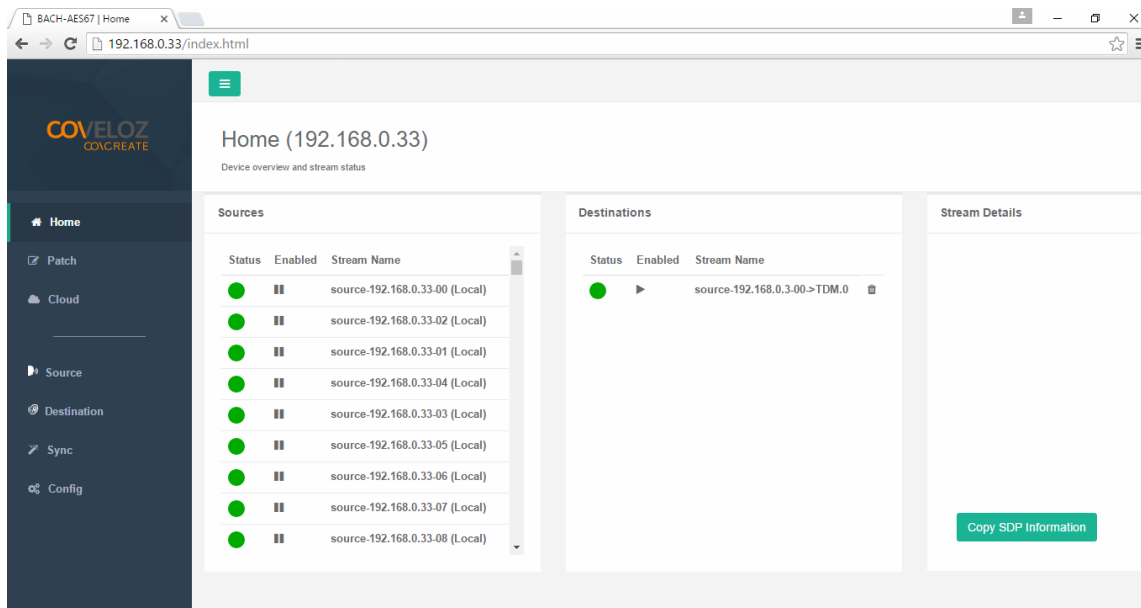 BACH-AES67 | Home
192.168.0.33/index.html
COVELOZ
CO\CREATE
Home
Patch
Cloud
Source
Destination
Sync
Config
Home (192.168.0.33)
Device overview and stream status
Sources
Status Enabled Stream Name
source-192.168.0.33-00 (Local)
source-192.168.0.33-02 (Local)
source-192.168.0.33-01 (Local)
source-192.168.0.33-04 (Local)
source-192.168.0.33-03 (Local)
source-192.168.0.33-05 (Local)
source-192.168.0.33-06 (Local)
source-192.168.0.33-07 (Local)
source-192.168.0.33-08 (Local)
Destinations
Status Enabled Stream Name
source-192.168.0.3-00->TDM.0
Stream Details
Copy SDP Information